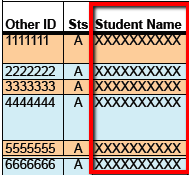 Other ID Sts Student Name
1111111 A XXXXXXXXXX
2222222 A XXXXXXXXXX
3333333 A XXXXXXXXXX
4444444 A XXXXXXXXXX
5555555 A XXXXXXXXXX
6666666 A XXXXXXXXXX